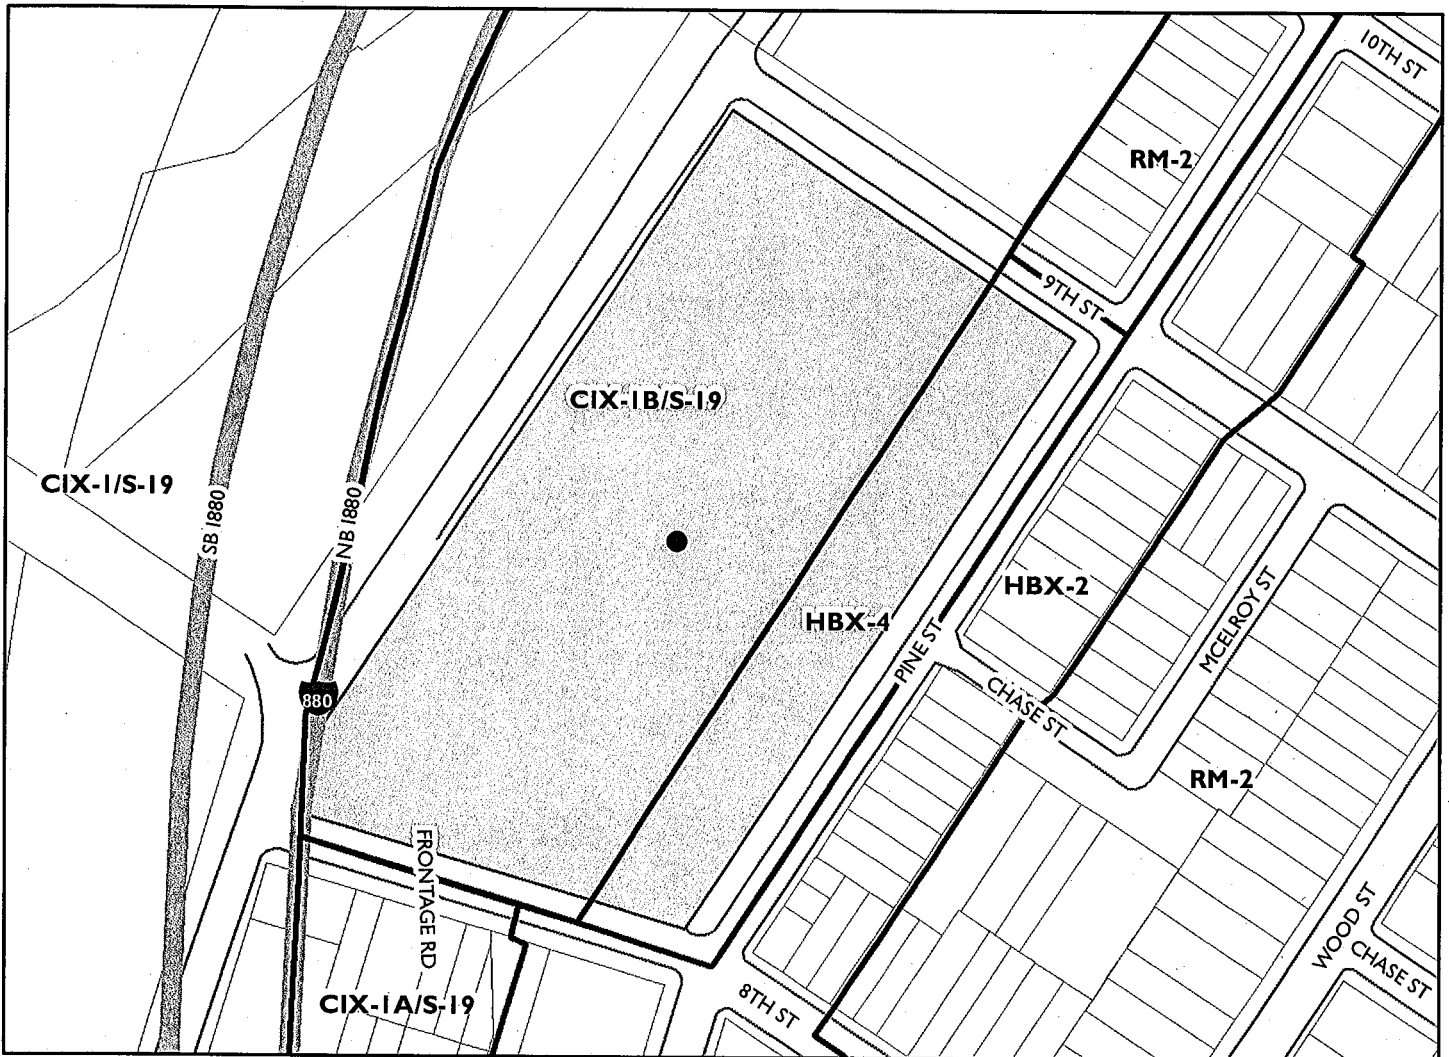 10TH ST
RM-2
9TH ST
CIX-1B/S-19
CIX-1/S-19
SB I880
NB I880
HBX-2
HBX-4
MCELROY ST
PINE ST
CHASE ST
880
RM-2
FRONTAGE RD
WOOD ST
CHASE ST
CIX-1A/S-19
8TH ST